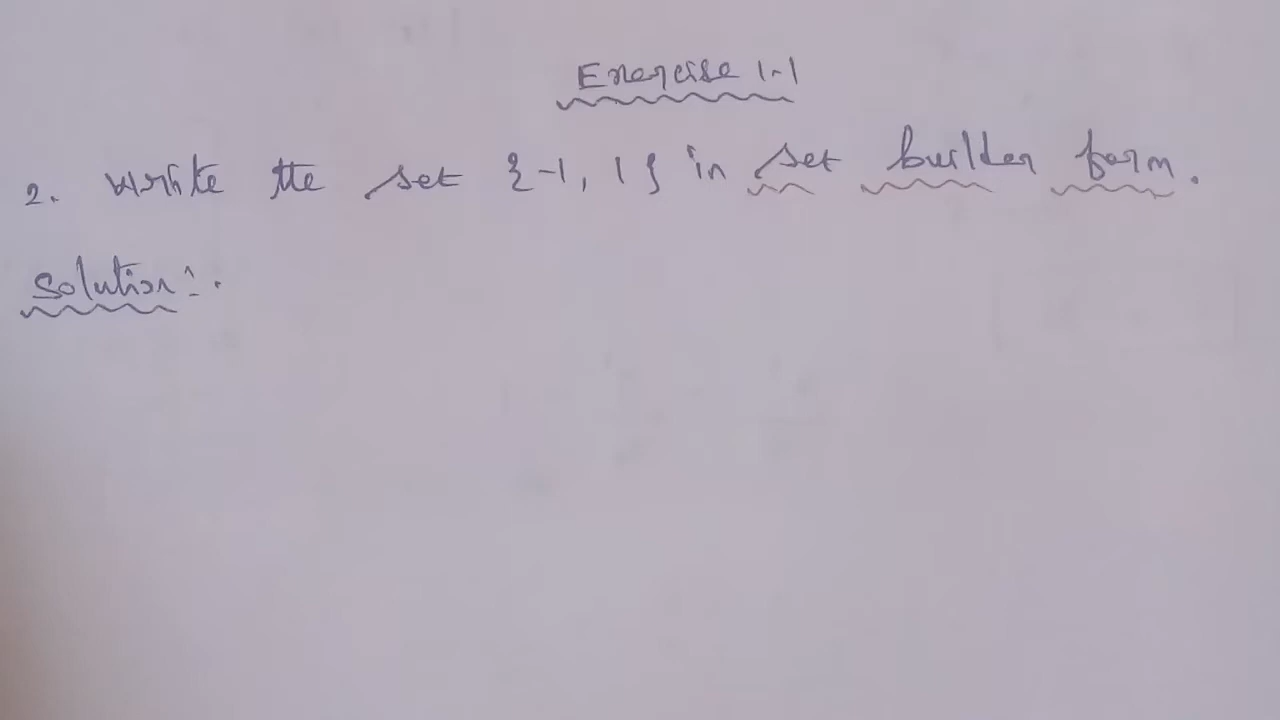 Exercise 1.1
2. Write the set {-1, 1} in set builder form.
Solution:.